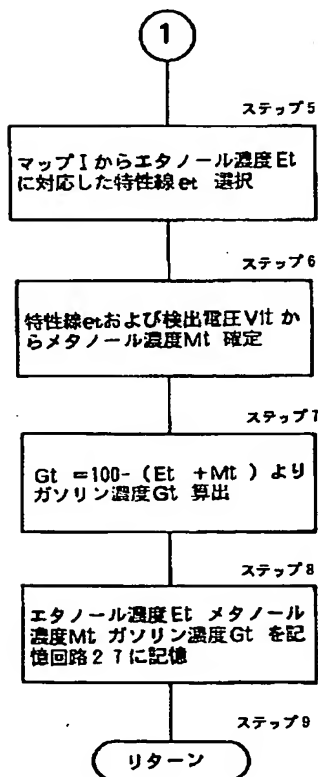 1
ステップ5
マップIからエタノール濃度Et
に対応した特性線et 選択
ステップ6
特性線etおよび検出電圧V1t か
らメタノール濃度Mt 確定
ステップ7
Gt =100-(Et +Mt )より
ガソリン濃度Gt 算出
ステップ8
エタノール濃度Et メタノール
濃度Mt ガソリン濃度Gt を記
憶回路27に記憶
ステップ9
リターン